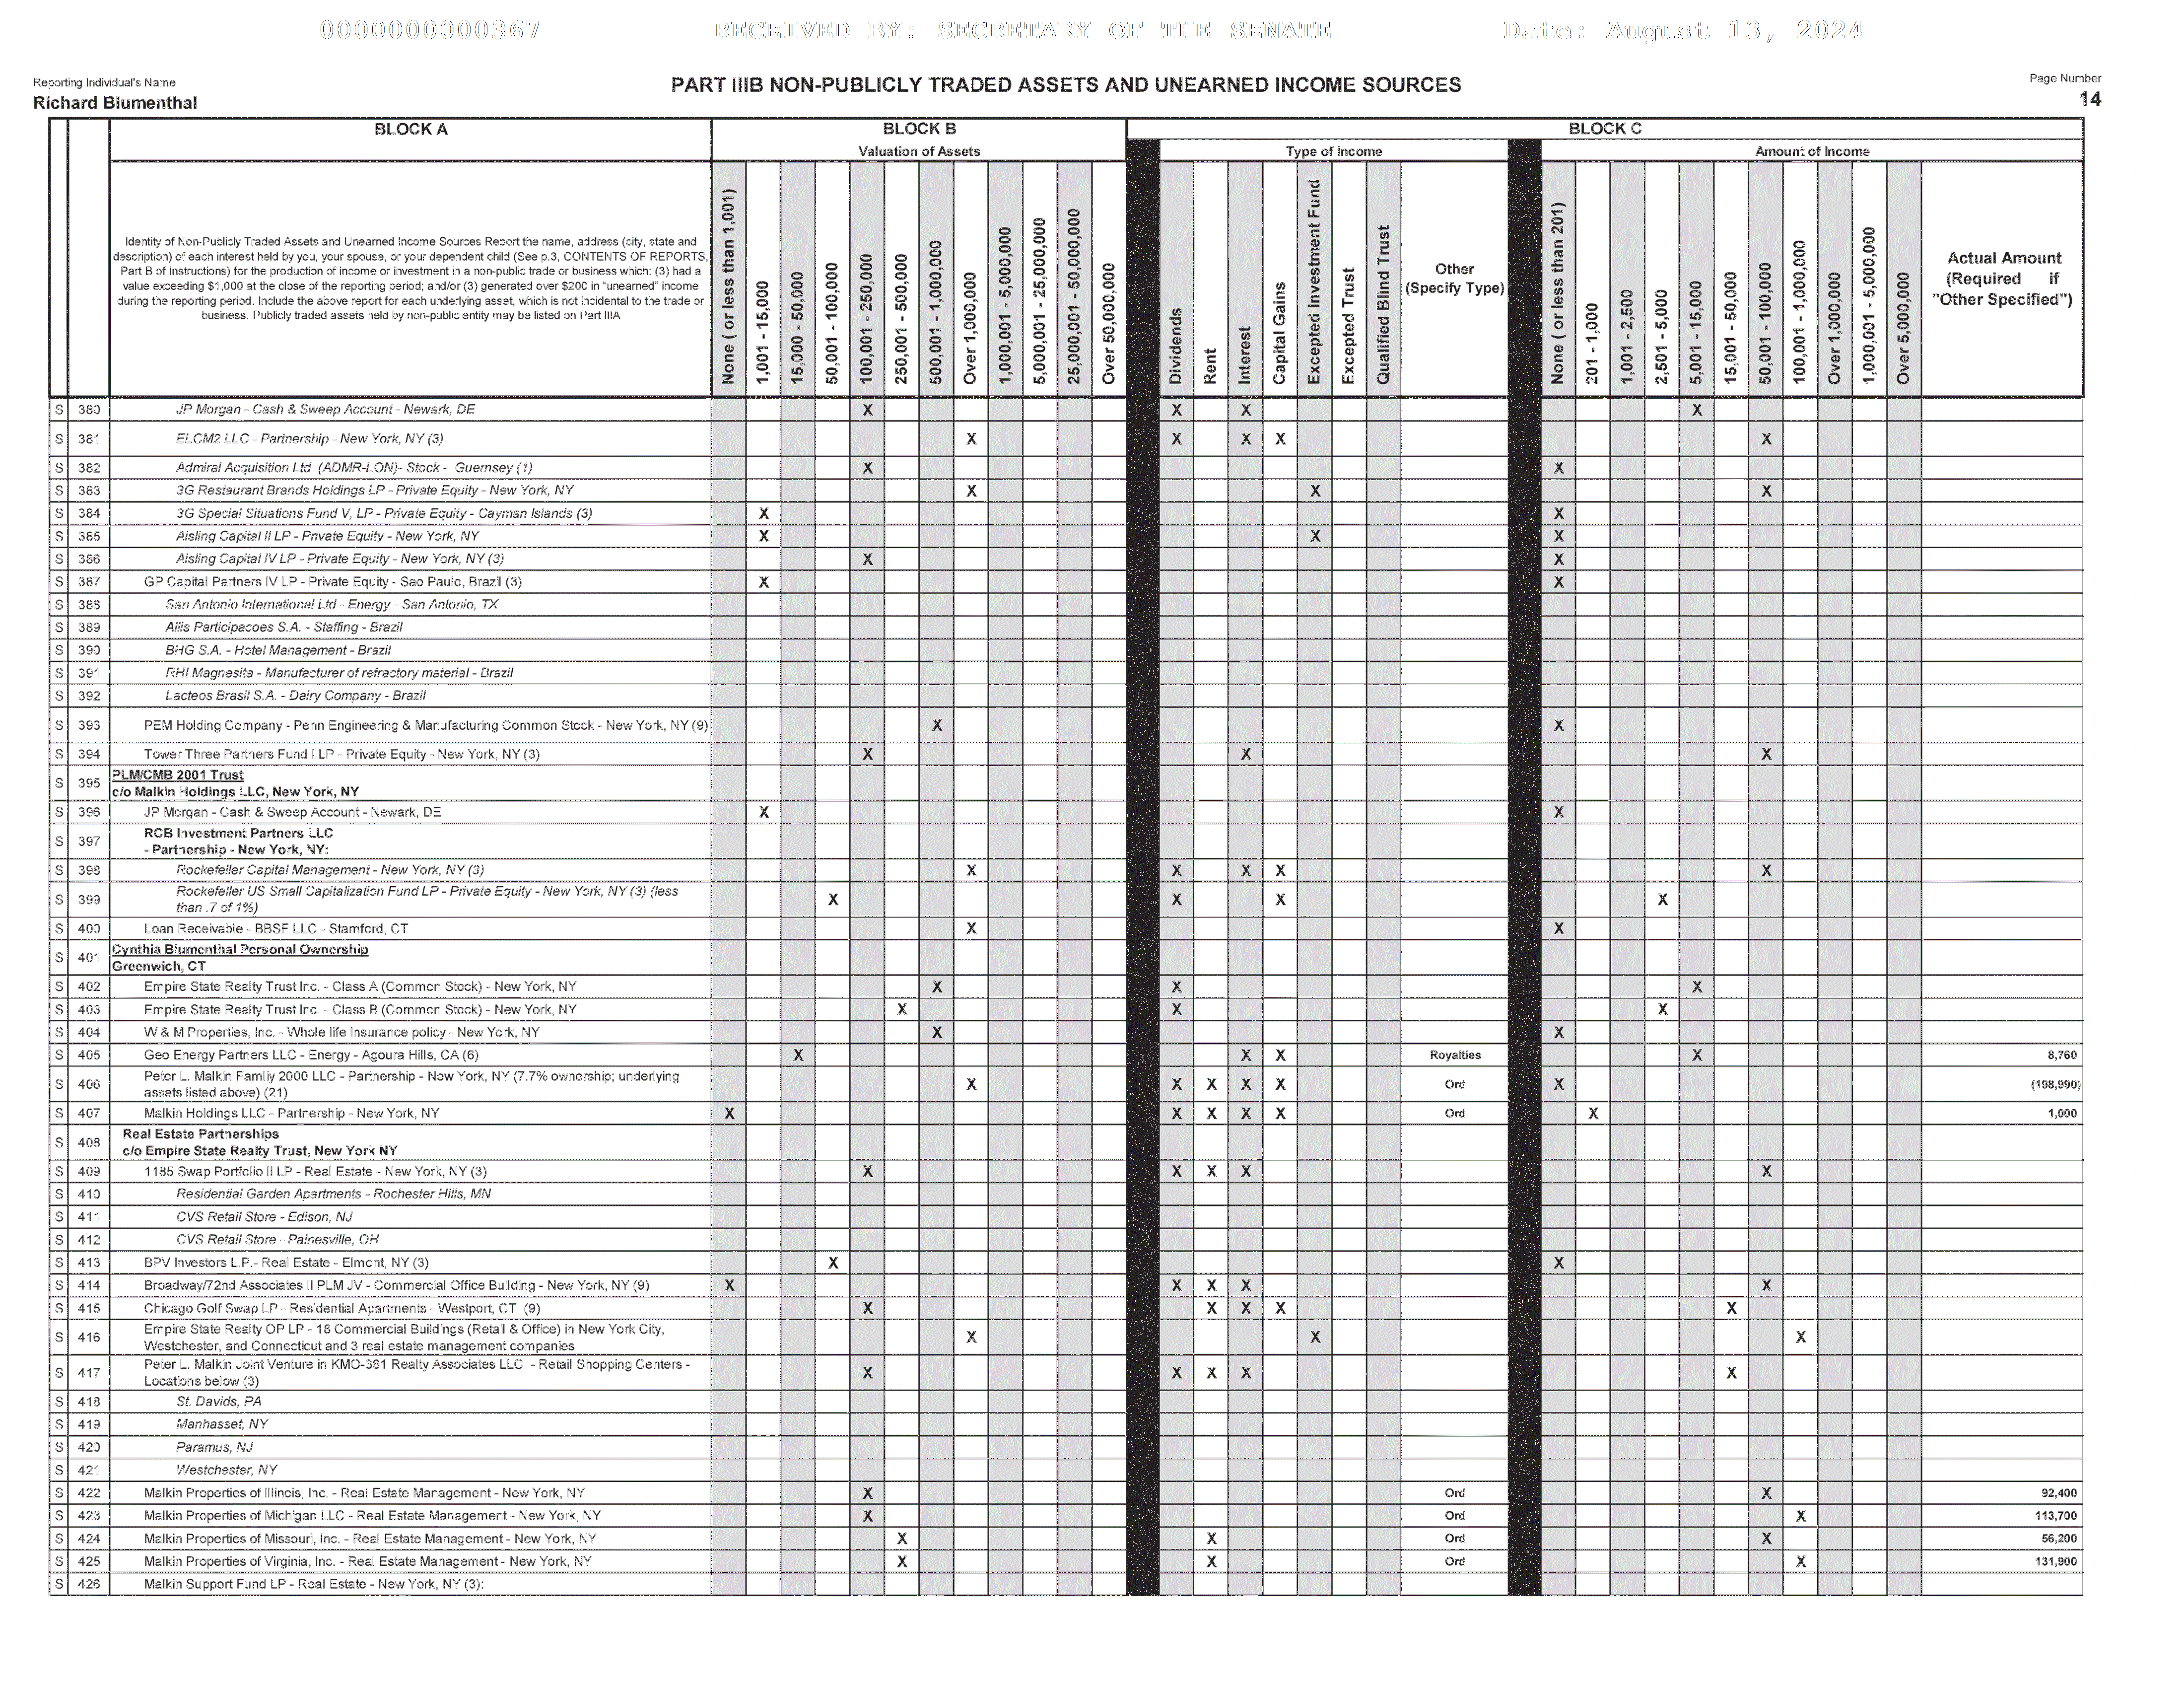 0000000000367 RECEIVED BY: SECRETARY OF THE SENATE Date: August 13, 2024
Reporting Individual's Name
Richard Blumenthal
PART IIIB NON-PUBLICLY TRADED ASSETS AND UNEARNED INCOME SOURCES
Page Number
14
BLOCK A BLOCK B BLOCK C
Valuation of Assets Type of Income Amount of Income
Identity of Non-Publicly Traded Assets and Unearned Income Sources Report the name, address (city, state and
description) of each interest held by you, your spouse, or your dependent child (See p.3, CONTENTS OF REPORTS,
Part B of Instructions) for the production of income or investment in a non-public trade or business which: (3) had a
value exceeding $1,000 at the close of the reporting period; and/or (3) generated over $200 in "unearned" income
during the reporting period. Include the above report for each underlying asset, which is not incidental to the trade or
business. Publicly traded assets held by non-public entity may be listed on Part IIIA
None ( or less than 1,001)
1,001 - 15,000
15,000 - 50,000
50,001 - 100,000
100,001 - 250,000
250,001 - 500,000
500,001 - 1,000,000
Over 1,000,000
1,000,001 - 5,000,000
5,000,001 - 25,000,000
25,000,001 - 50,000,000
Over 50,000,000
Dividends
Rent
Interest
Capital Gains
Excepted Investment Fund
Excepted Trust
Qualified Blind Trust
Other
(Specify Type)
None ( or less than 201)
201 - 1,000
1,001 - 2,500
2,501 - 5,000
5,001 - 15,000
15,001 - 50,000
50,001 - 100,000
100,001 - 1,000,000
Over 1,000,000
1,000,001 - 5,000,000
Over 5,000,000
Actual Amount
(Required if
"Other Specified")
S 380 JP Morgan - Cash & Sweep Account - Newark, DE X X X X
S 381 ELCM2 LLC - Partnership - New York, NY (3) X X X X X
S 382 Admiral Acquisition Ltd (ADMR-LON)- Stock - Guernsey (1) X X
S 383 3G Restaurant Brands Holdings LP - Private Equity - New York, NY X X X
S 384 3G Special Situations Fund V, LP - Private Equity - Cayman Islands (3) X X
S 385 Aisling Capital II LP - Private Equity - New York, NY X X X
S 386 Aisling Capital IV LP - Private Equity - New York, NY (3) X X
S 387 GP Capital Partners IV LP - Private Equity - Sao Paulo, Brazil (3) X X
S 388 San Antonio International Ltd - Energy - San Antonio, TX
S 389 Allis Participacoes S.A. - Staffing - Brazil
S 390 BHG S.A. - Hotel Management - Brazil
S 391 RHI Magnesita - Manufacturer of refractory material - Brazil
S 392 Lacteos Brasil S.A. - Dairy Company - Brazil
S 393 PEM Holding Company - Penn Engineering & Manufacturing Common Stock - New York, NY (9) X X
S 394 Tower Three Partners Fund I LP - Private Equity - New York, NY (3) X X X
S 395 PLM/CMB 2001 Trust
c/o Malkin Holdings LLC, New York, NY
S 396 JP Morgan - Cash & Sweep Account - Newark, DE X X
S 397 RCB Investment Partners LLC
- Partnership - New York, NY:
S 398 Rockefeller Capital Management - New York, NY (3) X X X X X
S 399 Rockefeller US Small Capitalization Fund LP - Private Equity - New York, NY (3) (less
than .7 of 1%) X X X X
S 400 Loan Receivable - BBSF LLC - Stamford, CT X X
S 401 Cynthia Blumenthal Personal Ownership
Greenwich, CT
S 402 Empire State Realty Trust Inc. - Class A (Common Stock) - New York, NY X X X
S 403 Empire State Realty Trust Inc. - Class B (Common Stock) - New York, NY X X X
S 404 W & M Properties, Inc. - Whole life Insurance policy - New York, NY X X
S 405 Geo Energy Partners LLC - Energy - Agoura Hills, CA (6) X X X Royalties X 8,760
S 406 Peter L. Malkin Famliy 2000 LLC - Partnership - New York, NY (7.7% ownership; underlying
assets listed above) (21) X X X X X Ord X (198,990)
S 407 Malkin Holdings LLC - Partnership - New York, NY X X X X X Ord X 1,000
S 408 Real Estate Partnerships
c/o Empire State Realty Trust, New York NY
S 409 1185 Swap Portfolio II LP - Real Estate - New York, NY (3) X X X X X
S 410 Residential Garden Apartments - Rochester Hills, MN
S 411 CVS Retail Store - Edison, NJ
S 412 CVS Retail Store - Painesville, OH
S 413 BPV Investors L.P.- Real Estate - Elmont, NY (3) X X
S 414 Broadway/72nd Associates II PLM JV - Commercial Office Building - New York, NY (9) X X X X X
S 415 Chicago Golf Swap LP - Residential Apartments - Westport, CT (9) X X X X X
S 416 Empire State Realty OP LP - 18 Commercial Buildings (Retail & Office) in New York City,
Westchester, and Connecticut and 3 real estate management companies X X X
S 417 Peter L. Malkin Joint Venture in KMO-361 Realty Associates LLC - Retail Shopping Centers -
Locations below (3) X X X X X
S 418 St. Davids, PA
S 419 Manhasset, NY
S 420 Paramus, NJ
S 421 Westchester, NY
S 422 Malkin Properties of Illinois, Inc. - Real Estate Management - New York, NY X Ord X 92,400
S 423 Malkin Properties of Michigan LLC - Real Estate Management - New York, NY X Ord X 113,700
S 424 Malkin Properties of Missouri, Inc. - Real Estate Management - New York, NY X X Ord X 56,200
S 425 Malkin Properties of Virginia, Inc. - Real Estate Management - New York, NY X X Ord X 131,900
S 426 Malkin Support Fund LP - Real Estate - New York, NY (3):